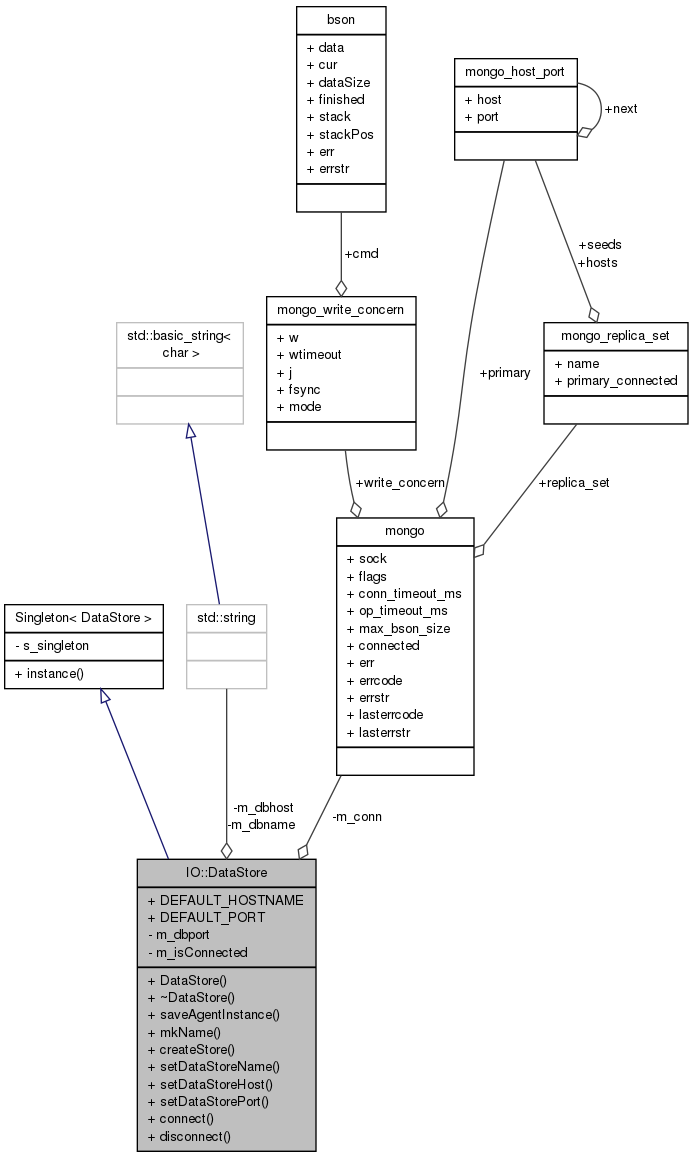 bson
+ data
+ cur
+ dataSize
+ finished
+ stack
+ stackPos
+ err
+ errstr
mongo_host_port
+ host
+ port
+next
+cmd
+seeds
+hosts
mongo_write_concern
+ w
+ wtimeout
+ j
+ fsync
+ mode
std::basic_string<
char >
mongo_replica_set
+ name
+ primary_connected
+primary
+write_concern
+replica_set
mongo
+ sock
+ flags
+ conn_timeout_ms
+ op_timeout_ms
+ max_bson_size
+ connected
+ err
+ errcode
+ errstr
+ lasterrcode
+ lasterrstr
Singleton< DataStore >
- s_singleton
+ instance()
std::string
-m_dbhost
-m_dbname
-m_conn
IO::DataStore
+ DEFAULT_HOSTNAME
+ DEFAULT_PORT
- m_dbport
- m_isConnected
+ DataStore()
+ ~DataStore()
+ saveAgentInstance()
+ mkName()
+ createStore()
+ setDataStoreName()
+ setDataStoreHost()
+ setDataStorePort()
+ connect()
+ disconnect()